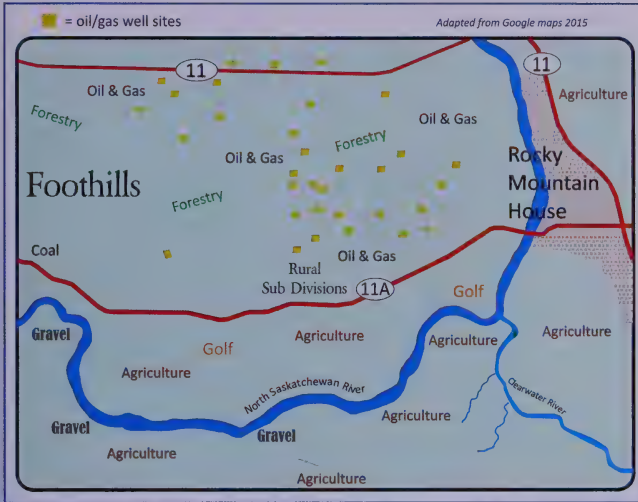 = oil/gas well sites
Adapted from Google maps 2015
11
11
Oil & Gas
Agriculture
Forestry
Oil & Gas
Forestry
Oil & Gas
Rocky
Mountain
House
Foothills
Forestry
Coal
Oil & Gas
Rural
Sub Divisions
11A
Golf
Gravel
Agriculture
Agriculture
Agriculture
Golf
Agriculture
North Saskatchewan River
Clearwater River
Gravel
Gravel
Agriculture
Agriculture
Agriculture